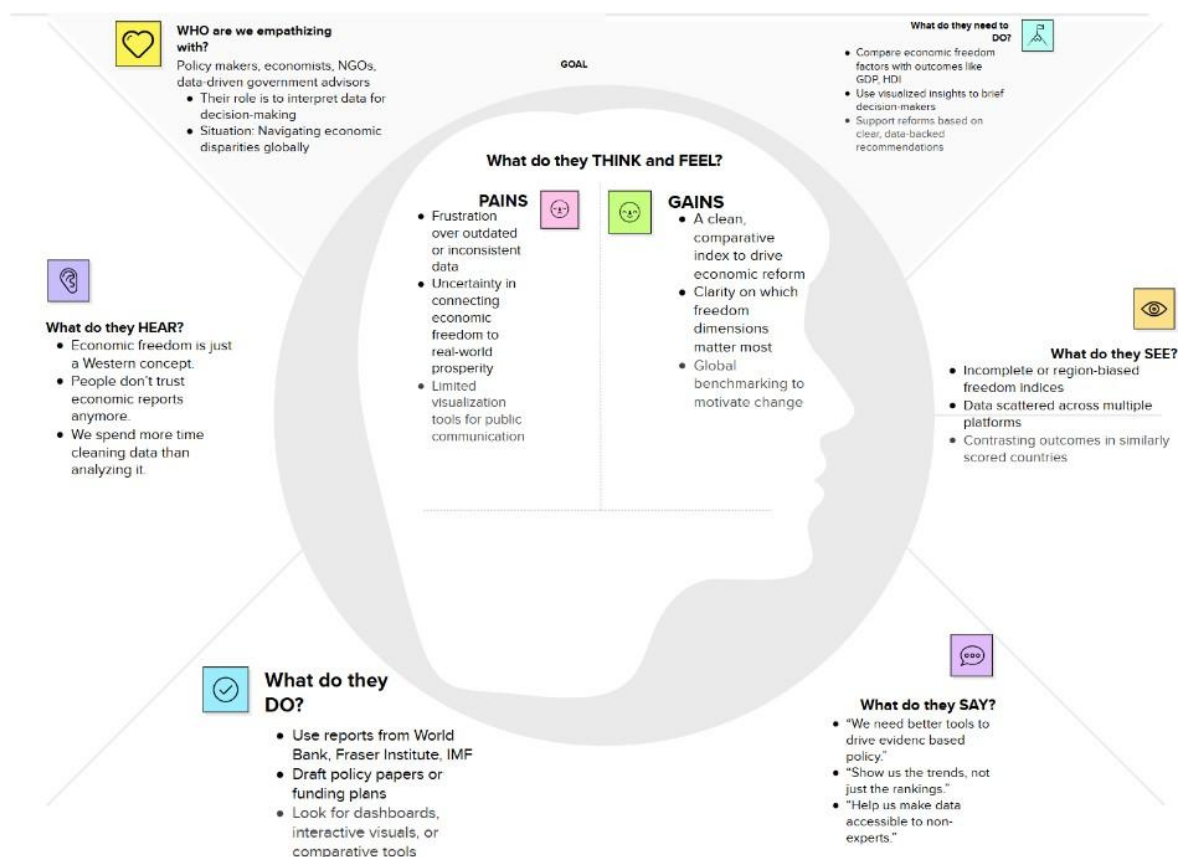 WHO are we empathizing
with?
Policy makers, economists, NGOs,
data-driven government advisors
• Their role is to interpret data for
decision-making
• Situation: Navigating economic
disparities globally
GOAL
What do they need to
DO?
• Compare economic freedom
factors with outcomes like
GDP, HDI
• Use visualized insights to brief
decision-makers
• Support reforms based on
clear, data-backed
recommendations
What do they THINK and FEEL?
PAINS
• Frustration
over outdated
or inconsistent
data
• Uncertainty in
connecting
economic
freedom to
real-world
prosperity
• Limited
visualization
tools for public
communication
GAINS
• A clean,
comparative
index to drive
economic reform
• Clarity on which
freedom
dimensions
matter most
• Global
benchmarking to
motivate change
What do they HEAR?
• Economic freedom is just
a Western concept.
• People don't trust
economic reports
anymore.
• We spend more time
cleaning data than
analyzing it.
What do they SEE?
• Incomplete or region-biased
freedom indices
• Data scattered across multiple
platforms
• Contrasting outcomes in similarly
scored countries
What do they
DO?
• Use reports from World
Bank, Fraser Institute, IMF
• Draft policy papers or
funding plans
• Look for dashboards,
interactive visuals, or
comparative tools
What do they SAY?
• "We need better tools to
drive evidenc based
policy."
• "Show us the trends, not
just the rankings."
• "Help us make data
accessible to non-
experts."